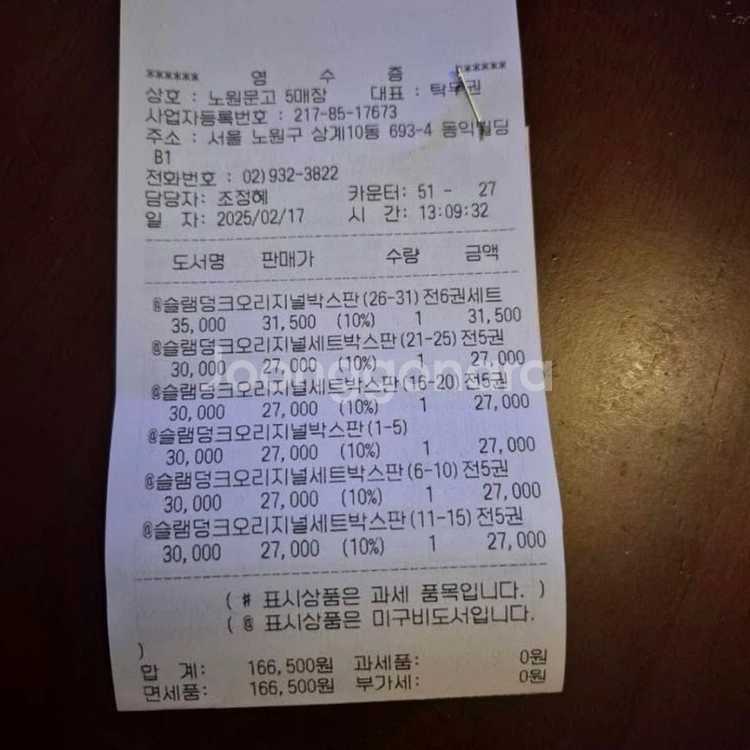 ****** 영 수 증 ******
상호 : 노원문고 5매장 대표 : 탁무권
사업자등록번호 : 217-85-17673
주소 : 서울 노원구 상계10동 693-4 동익빌딩
B1
전화번호 : 02)932-3822
담당자: 조정혜 카운터: 51 - 27
일 자: 2025/02/17 시 간: 13:09:32
도서명 판매가 수량 금액
@슬램덩크오리지널박스판(26-31)전6권세트
35,000 31,500 (10%) 1 31,500
@슬램덩크오리지널세트박스판(21-25)전5권
30,000 27,000 (10%) 1 27,000
@슬램덩크오리지널세트박스판(16-20)전5권
30,000 27,000 (10%) 1 27,000
@슬램덩크오리지널박스판(1-5)
30,000 27,000 (10%) 1 27,000
@슬램덩크오리지널세트박스판(6-10)전5권
30,000 27,000 (10%) 1 27,000
@슬램덩크오리지널세트박스판(11-15)전5권
30,000 27,000 (10%) 1 27,000
( # 표시상품은 과세 품목입니다. )
( @ 표시상품은 미구비도서입니다.
)
합 계: 166,500원 과세품: 0원
면세품: 166,500원 부가세: 0원
Joonggonara